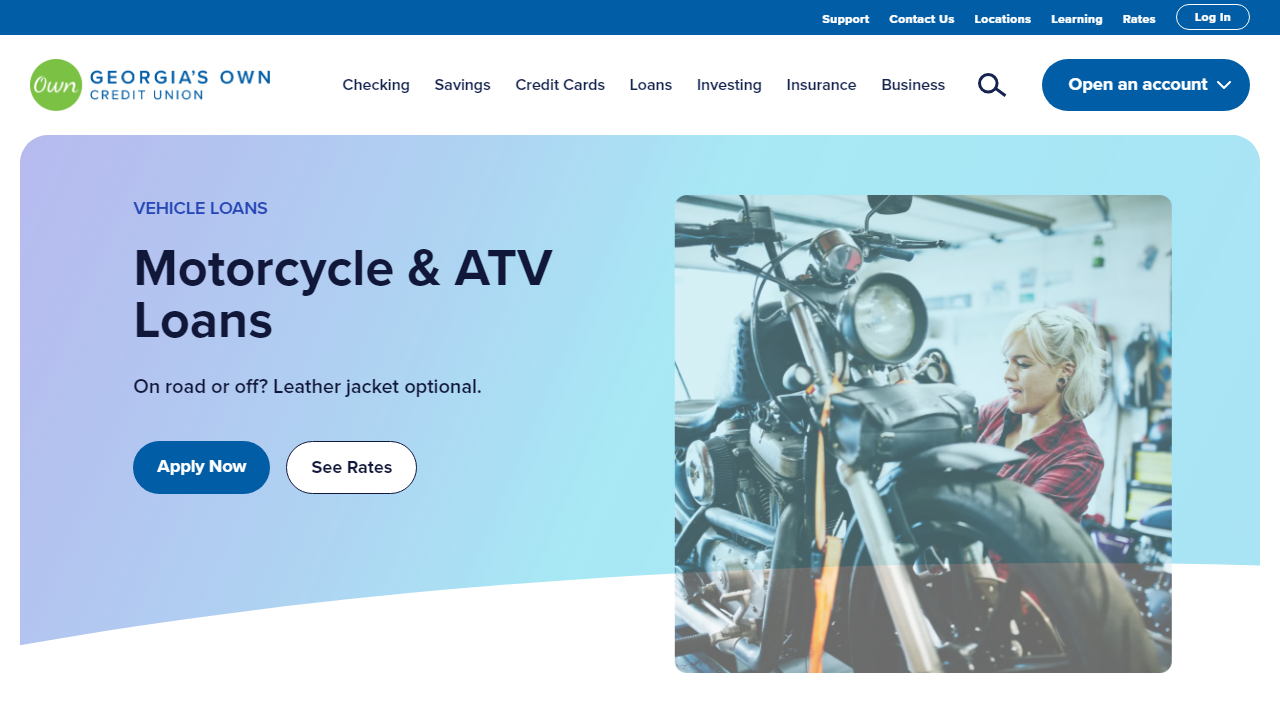 Support Contact Us Locations Learning Rates Log In
Own GEORGIA'S OWN
CREDIT UNION
Checking Savings Credit Cards Loans Investing Insurance Business Open an account
VEHICLE LOANS
Motorcycle & ATV
Loans
On road or off? Leather jacket optional.
Apply Now See Rates